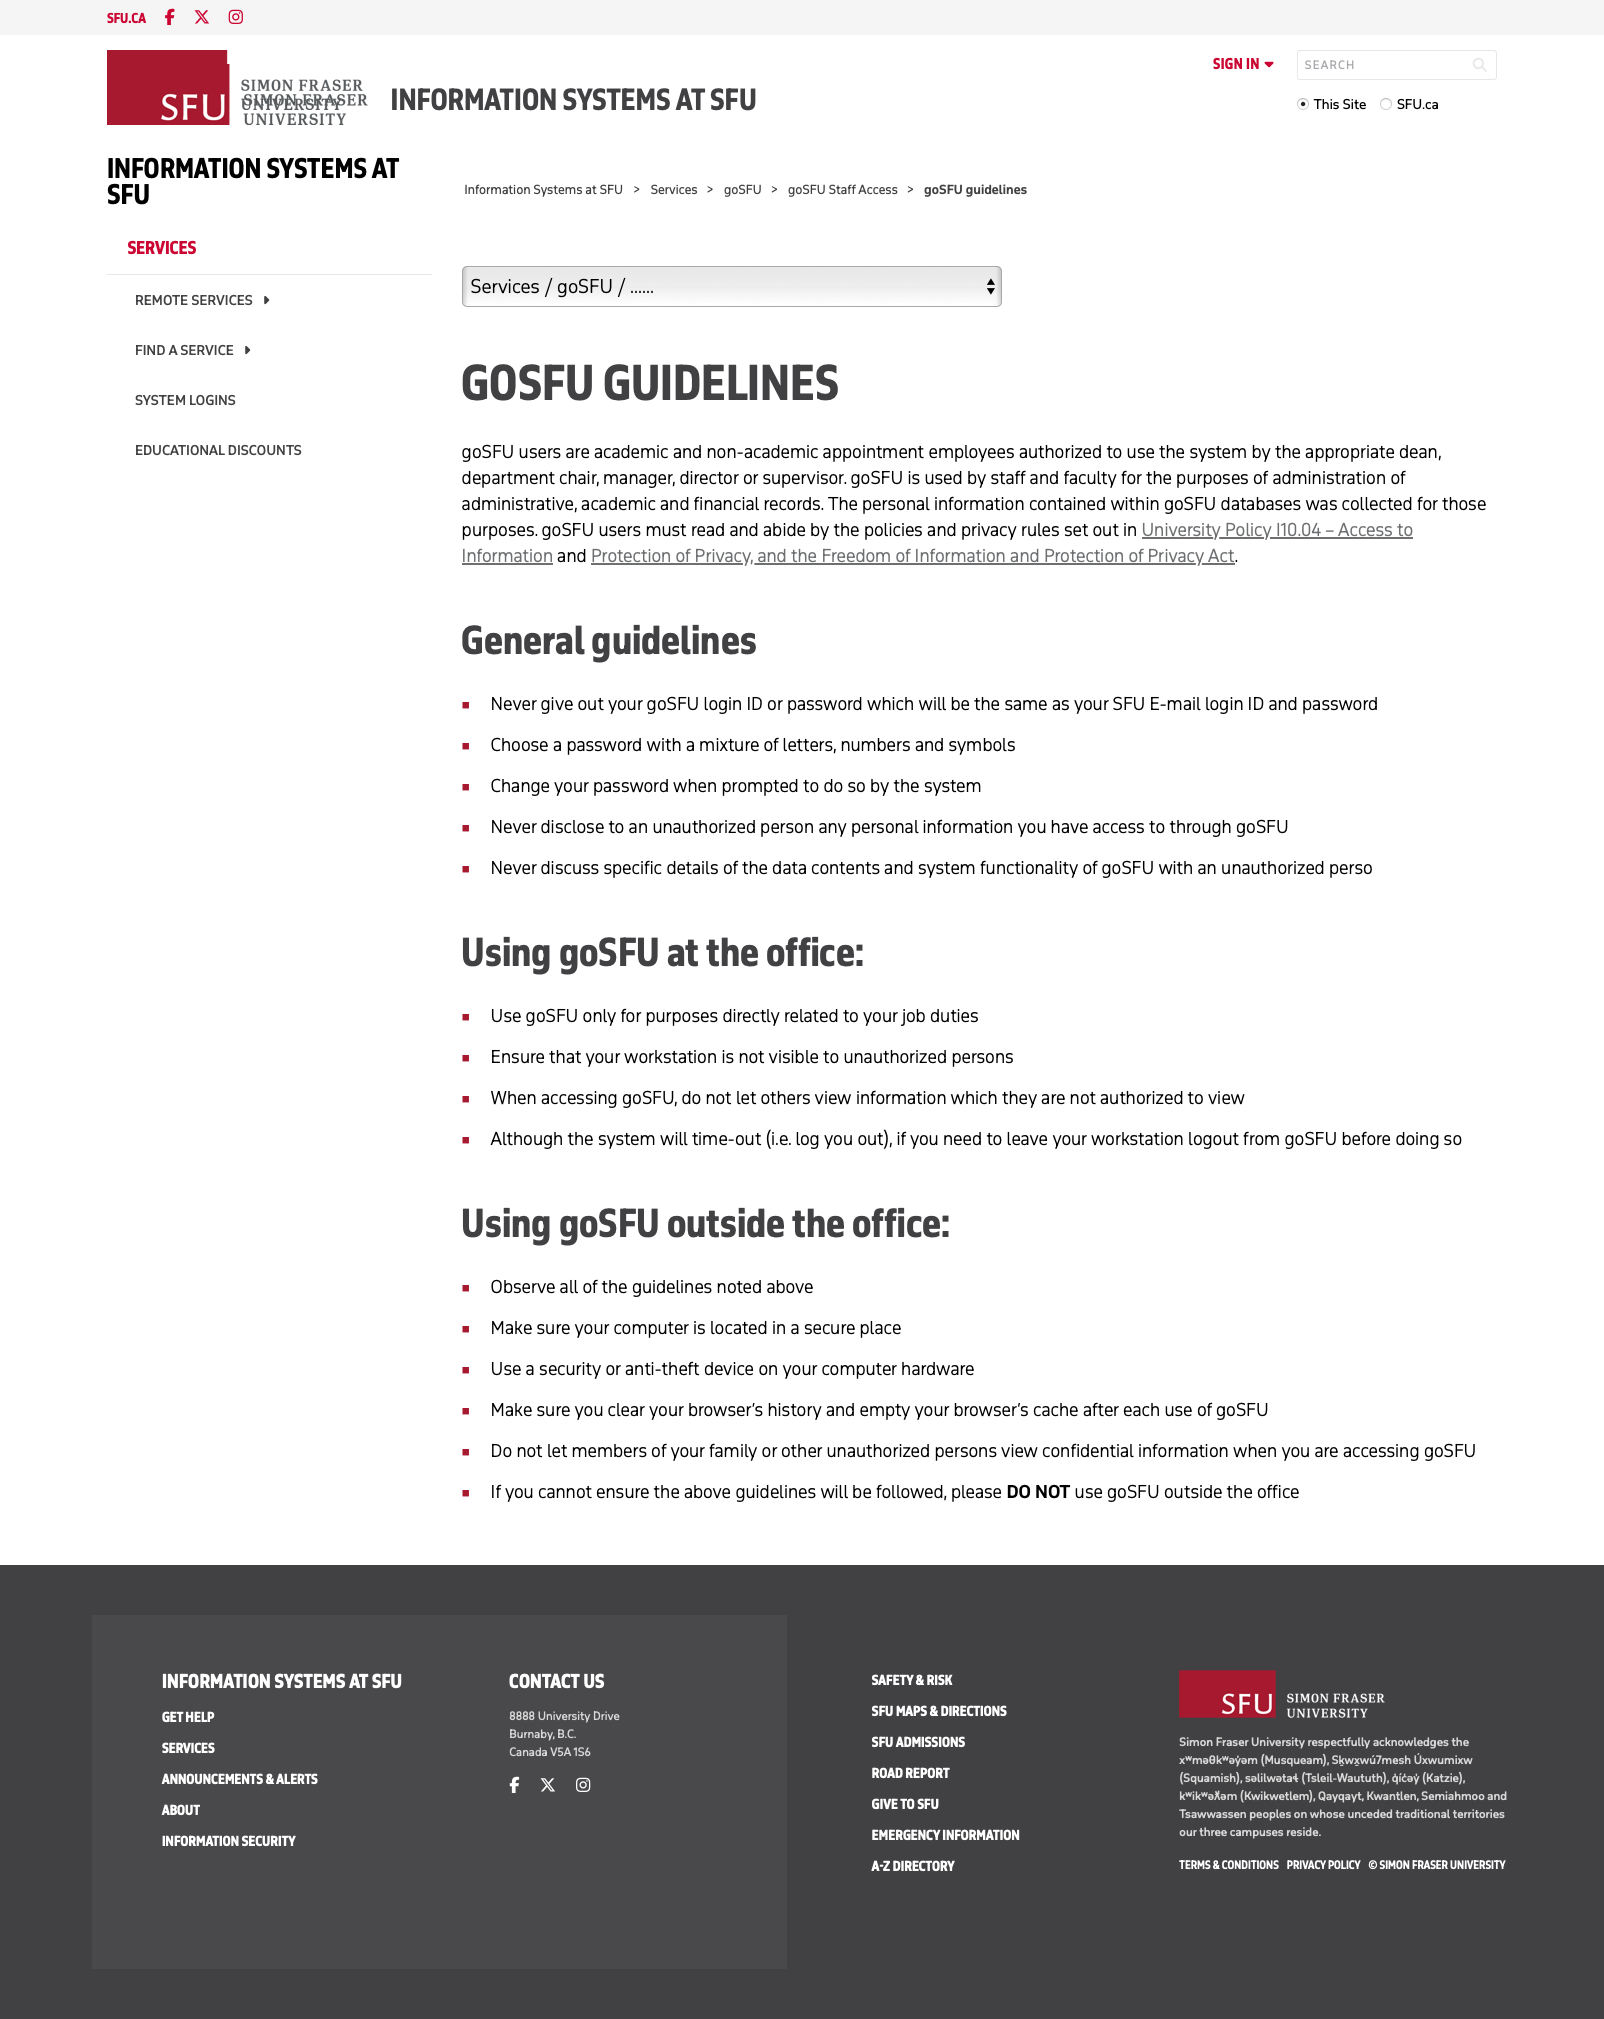 SFU.CA
SFU
SIMON FRASER
UNIVERSITY
SIMON FRASER
UNIVERSITY
INFORMATION SYSTEMS AT SFU
SIGN IN
SEARCH
This Site SFU.ca
INFORMATION SYSTEMS AT
SFU
SERVICES
REMOTE SERVICES
FIND A SERVICE
SYSTEM LOGINS
EDUCATIONAL DISCOUNTS
Information Systems at SFU > Services > goSFU > goSFU Staff Access > goSFU guidelines
Services / goSFU / ......
GOSFU GUIDELINES
goSFU users are academic and non-academic appointment employees authorized to use the system by the appropriate dean,
department chair, manager, director or supervisor. goSFU is used by staff and faculty for the purposes of administration of
administrative, academic and financial records. The personal information contained within goSFU databases was collected for those
purposes. goSFU users must read and abide by the policies and privacy rules set out in University Policy I10.04 – Access to
Information and Protection of Privacy, and the Freedom of Information and Protection of Privacy Act.
General guidelines
Never give out your goSFU login ID or password which will be the same as your SFU E-mail login ID and password
Choose a password with a mixture of letters, numbers and symbols
Change your password when prompted to do so by the system
Never disclose to an unauthorized person any personal information you have access to through goSFU
Never discuss specific details of the data contents and system functionality of goSFU with an unauthorized perso
Using goSFU at the office:
Use goSFU only for purposes directly related to your job duties
Ensure that your workstation is not visible to unauthorized persons
When accessing goSFU, do not let others view information which they are not authorized to view
Although the system will time-out (i.e. log you out), if you need to leave your workstation logout from goSFU before doing so
Using goSFU outside the office:
Observe all of the guidelines noted above
Make sure your computer is located in a secure place
Use a security or anti-theft device on your computer hardware
Make sure you clear your browser’s history and empty your browser’s cache after each use of goSFU
Do not let members of your family or other unauthorized persons view confidential information when you are accessing goSFU
If you cannot ensure the above guidelines will be followed, please DO NOT use goSFU outside the office
INFORMATION SYSTEMS AT SFU
GET HELP
SERVICES
ANNOUNCEMENTS & ALERTS
ABOUT
INFORMATION SECURITY
CONTACT US
8888 University Drive
Burnaby, B.C.
Canada V5A 1S6
SAFETY & RISK
SFU MAPS & DIRECTIONS
SFU ADMISSIONS
ROAD REPORT
GIVE TO SFU
EMERGENCY INFORMATION
A-Z DIRECTORY
SFU
SIMON FRASER
UNIVERSITY
Simon Fraser University respectfully acknowledges the
xʷməθkʷəy̓əm (Musqueam), Sḵwx̱wú7mesh Úxwumixw
(Squamish), səlilwətaɬ (Tsleil-Waututh), q̓íc̓əy̓ (Katzie),
kʷikʷəƛ̓əm (Kwikwetlem), Qayqayt, Kwantlen, Semiahmoo and
Tsawwassen peoples on whose unceded traditional territories
our three campuses reside.
TERMS & CONDITIONS PRIVACY POLICY © SIMON FRASER UNIVERSITY